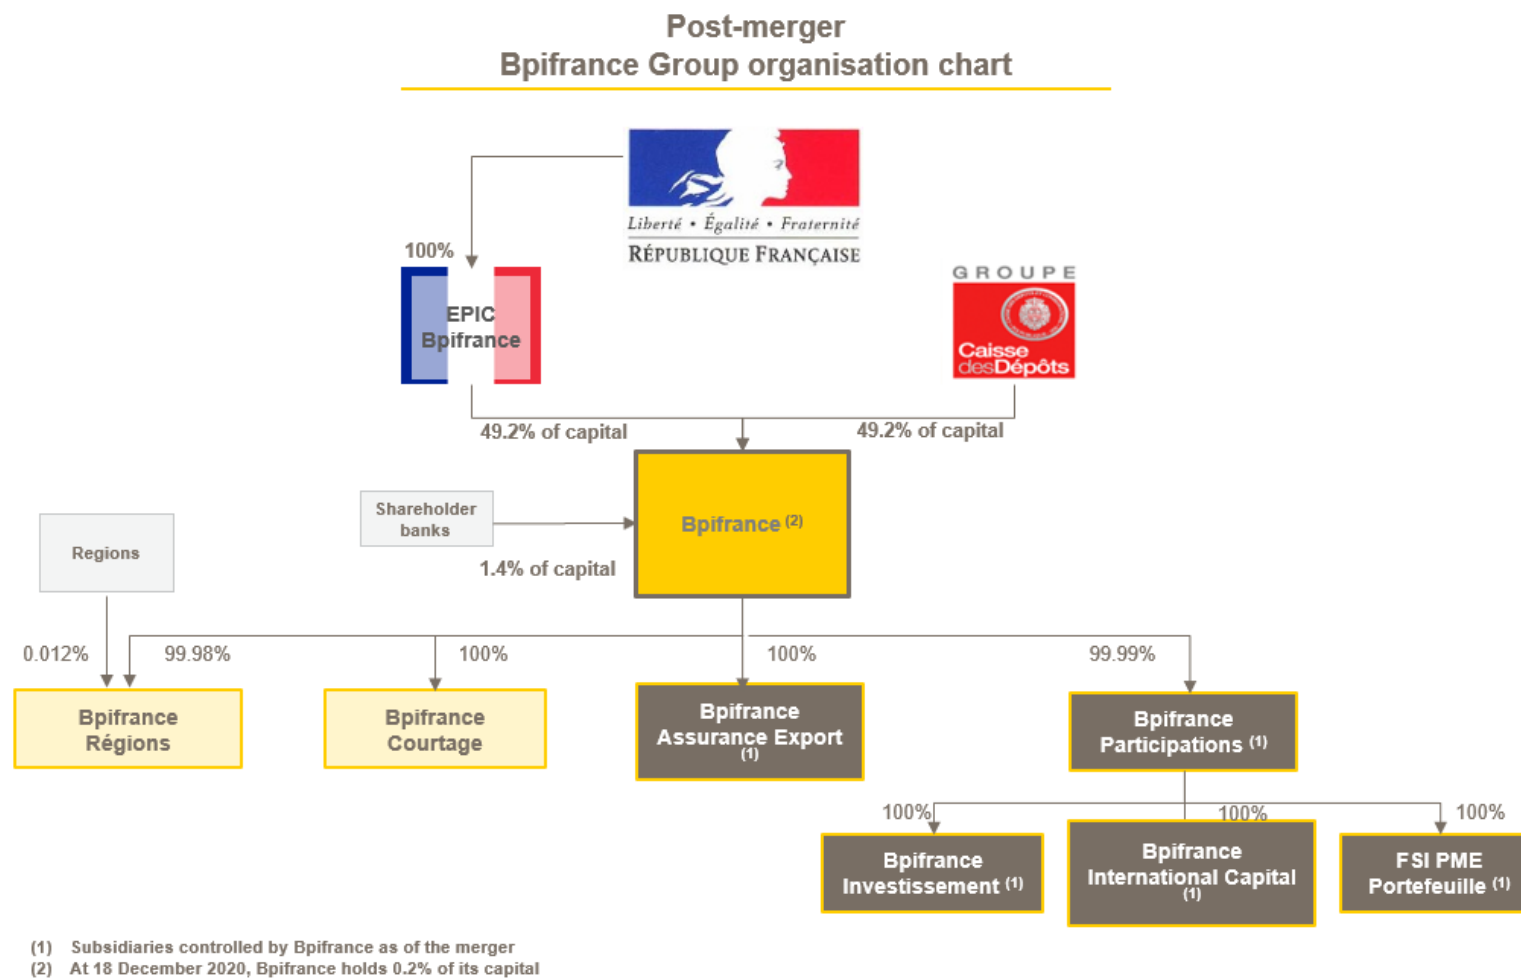 Post-merger
Bpifrance Group organisation chart
Liberté • Égalité • Fraternité
RÉPUBLIQUE FRANÇAISE
100%
EPIC
Bpifrance
GROUPE
Caisse
desDépôts
49.2% of capital
49.2% of capital
Shareholder
banks
1.4% of capital
Bpifrance (2)
Regions
0.012%
99.98%
100%
100%
99.99%
Bpifrance
Régions
Bpifrance
Courtage
Bpifrance
Assurance Export
(1)
Bpifrance
Participations (1)
100%
100%
100%
Bpifrance
Investissement (1)
Bpifrance
International Capital
(1)
FSI PME
Portefeuille (1)
(1) Subsidiaries controlled by Bpifrance as of the merger
(2) At 18 December 2020, Bpifrance holds 0.2% of its capital